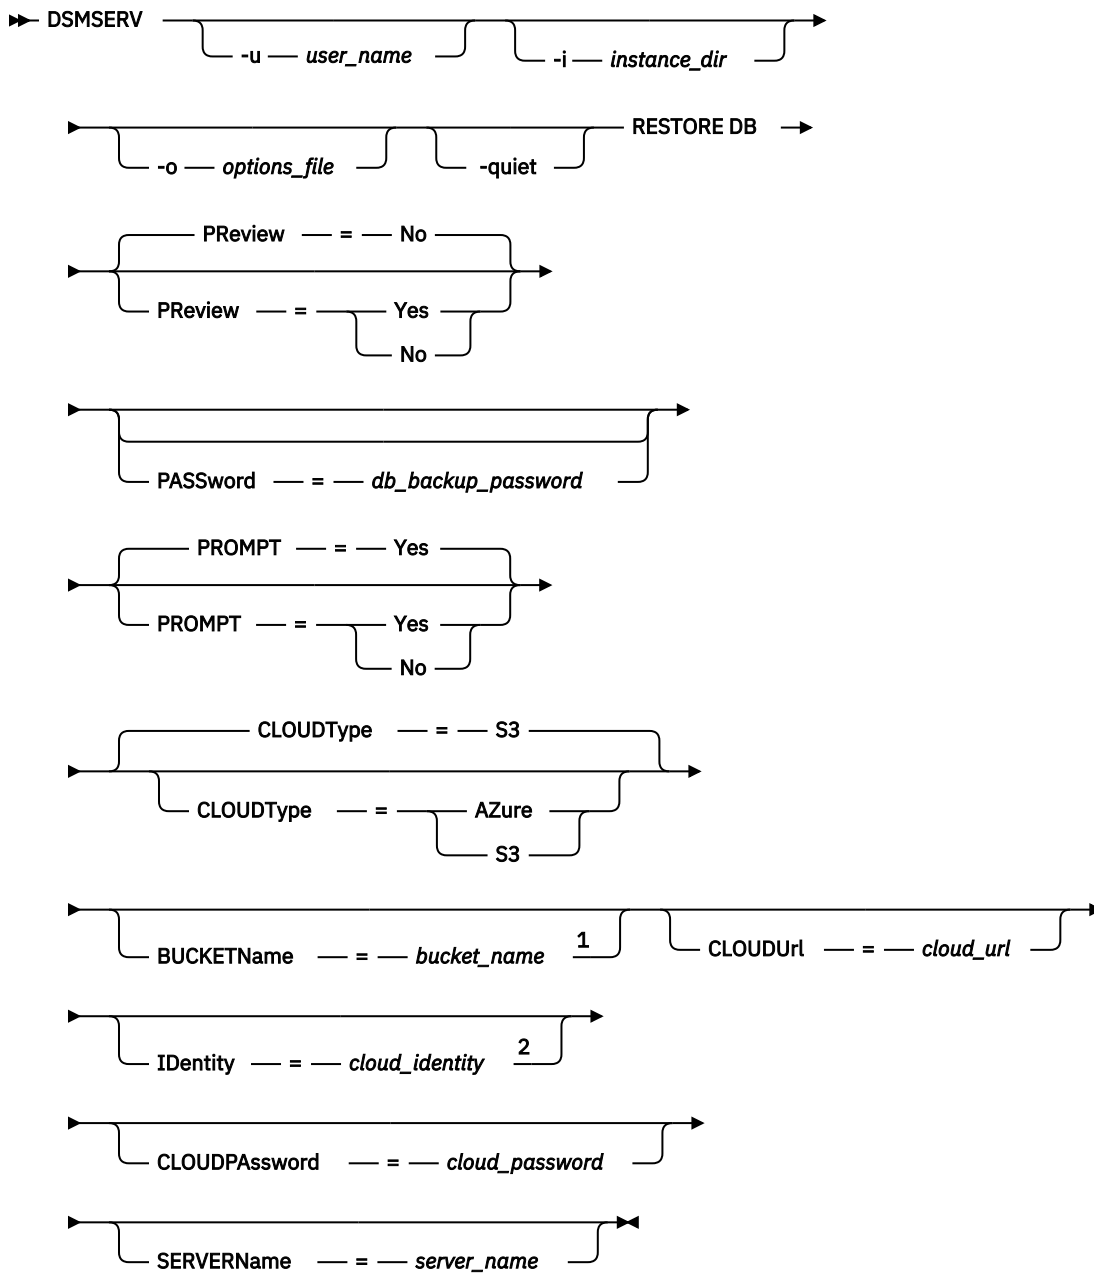 DSMSERV
-u user_name -i instance_dir
RESTORE DB
-o options_file -quiet
PReview = No
PReview = Yes
No
PASSword = db_backup_password
PROMPT = Yes
PROMPT = Yes
No
CLOUDType = S3
CLOUDType = AZure
S3
BUCKETName = bucket_name 1 CLOUDUrl = cloud_url
IDentity = cloud_identity 2
CLOUDPAssword = cloud_password
SERVERName = server_name